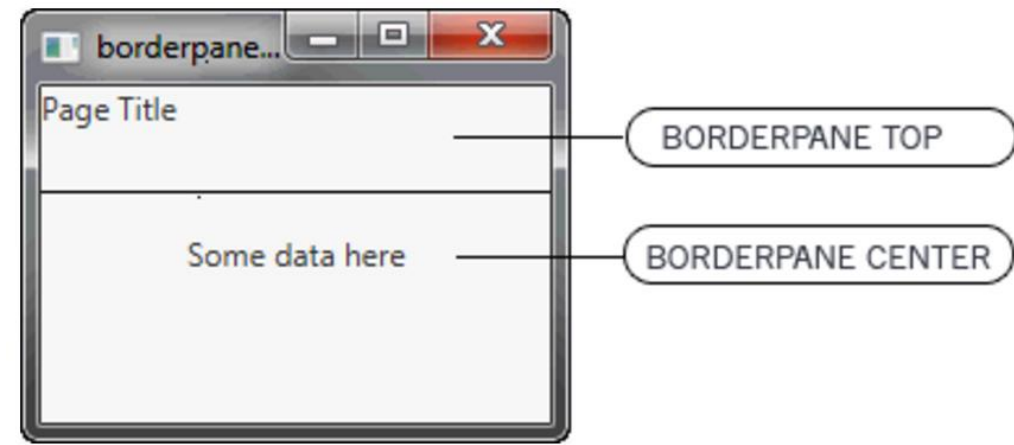 borderpane...
Page Title
BORDERPANE TOP
Some data here
BORDERPANE CENTER